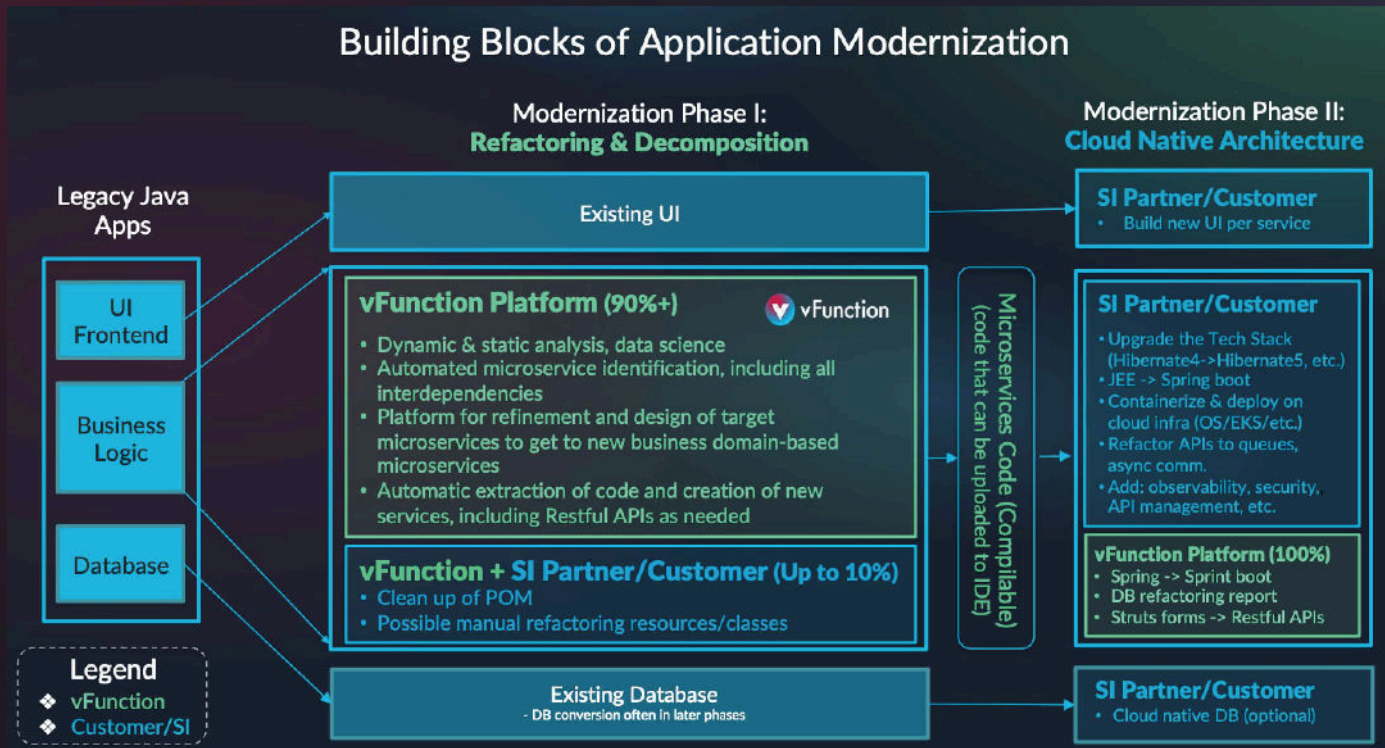 Building Blocks of Application Modernization
Modernization Phase I:
Refactoring & Decomposition
Modernization Phase II:
Cloud Native Architecture
Legacy Java
Apps
UI
Frontend
Business
Logic
Database
Legend
❖ vFunction
❖ Customer/SI
Existing UI
vFunction Platform (90%+)
vFunction
• Dynamic & static analysis, data science
• Automated microservice identification, including all
interdependencies
• Platform for refinement and design of target
microservices to get to new business domain-based
microservices
• Automatic extraction of code and creation of new
services, including Restful APIs as needed
vFunction + SI Partner/Customer (Up to 10%)
• Clean up of POM
• Possible manual refactoring resources/classes
Existing Database
- DB conversion often in later phases
Microservices Code (Compilable)
(code that can be uploaded to
IDE)
SI Partner/Customer
• Build new UI per service
SI Partner/Customer
• Upgrade the Tech Stack
(Hibernate4->Hibernate5, etc.)
• JEE -> Spring boot
• Containerize & deploy on
cloud infra (OS/EKS/etc.)
• Refactor APIs to queues,
async comm.
• Add: observability, security,
API management, etc.
vFunction Platform (100%)
• Spring -> Sprint boot
• DB refactoring report
• Struts forms -> Restful APIs
SI Partner/Customer
• Cloud native DB (optional)